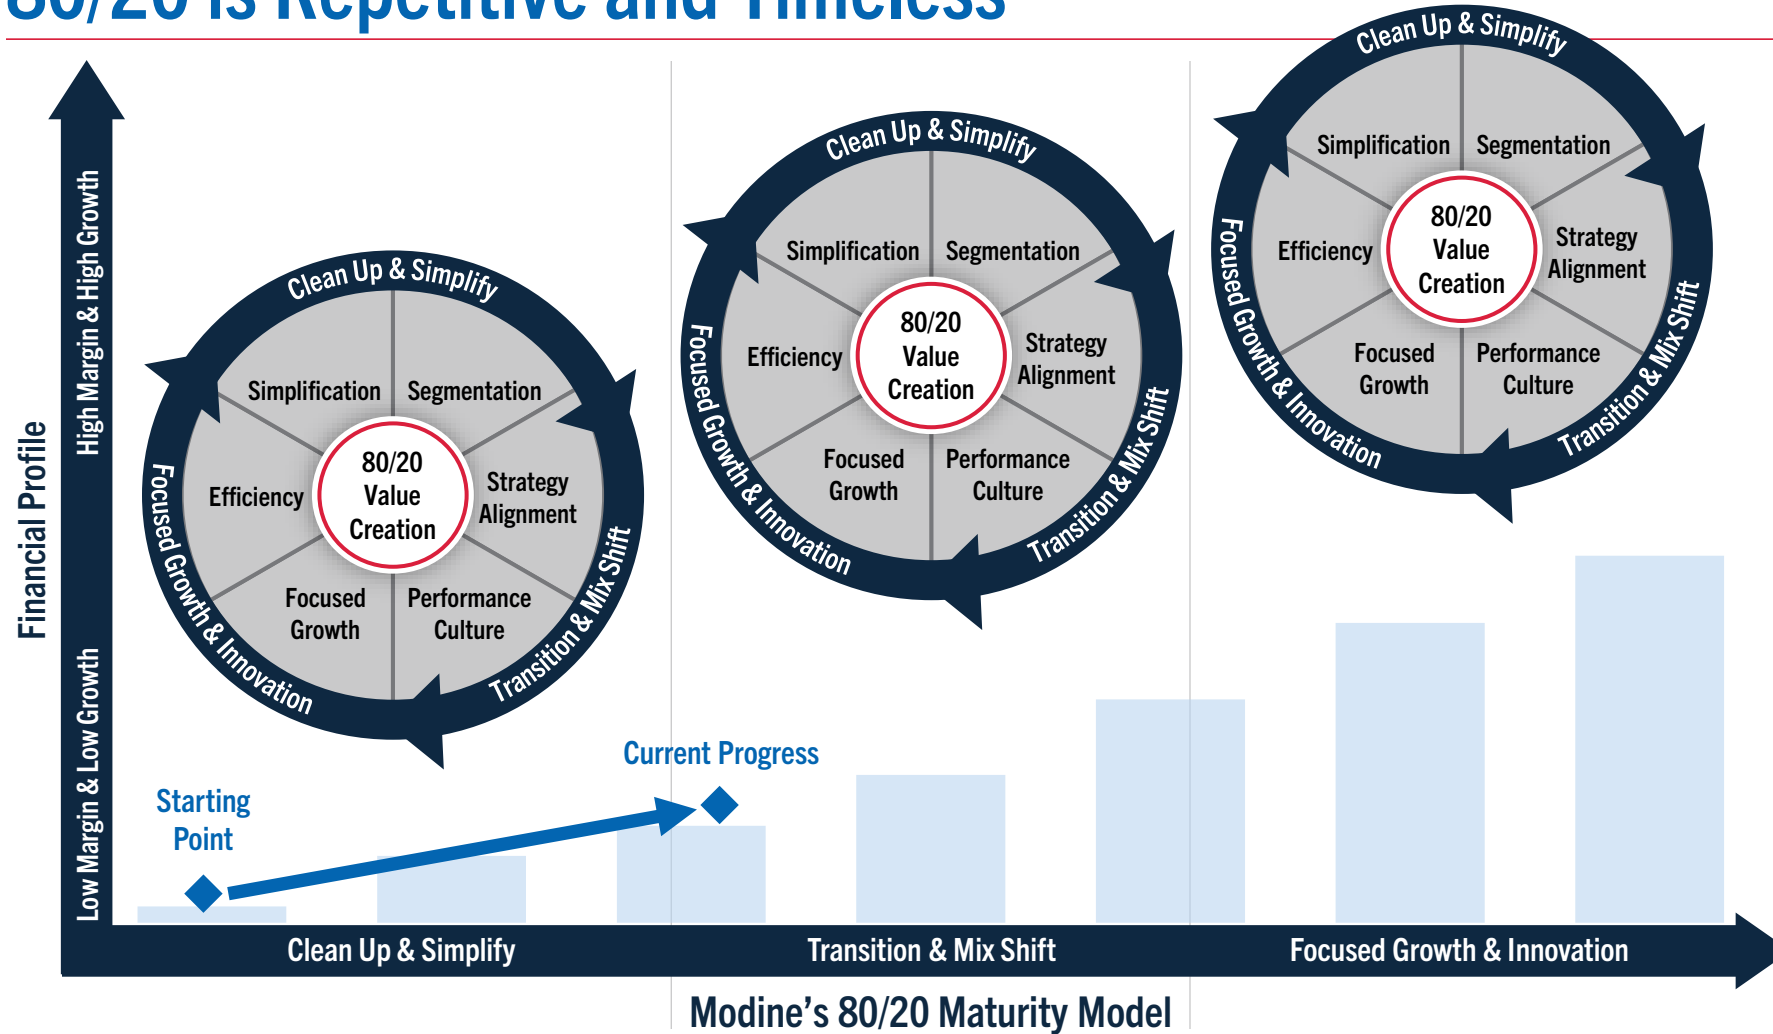 80/20 is Repetitive and Timeless
Financial Profile
High Margin & High Growth
Low Margin & Low Growth
Clean Up & Simplify
Transition & Mix Shift
Focused Growth & Innovation
Simplification
Segmentation
Efficiency
80/20
Value
Creation
Strategy
Alignment
Focused
Growth
Performance
Culture
Clean Up & Simplify
Transition & Mix Shift
Focused Growth & Innovation
Simplification
Segmentation
Efficiency
80/20
Value
Creation
Strategy
Alignment
Focused
Growth
Performance
Culture
Clean Up & Simplify
Transition & Mix Shift
Focused Growth & Innovation
Simplification
Segmentation
Efficiency
80/20
Value
Creation
Strategy
Alignment
Focused
Growth
Performance
Culture
Starting
Point
Current Progress
Clean Up & Simplify
Transition & Mix Shift
Focused Growth & Innovation
Modine's 80/20 Maturity Model